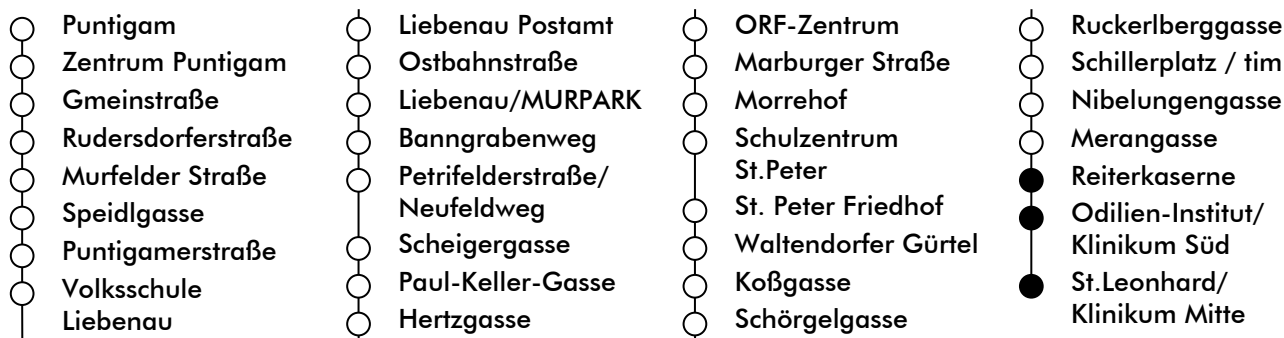 Puntigam
Zentrum Puntigam
Gmeinstraße
Rudersdorferstraße
Murfelder Straße
Speidlgasse
Puntigamerstraße
Volksschule
Liebenau
Liebenau Postamt
Ostbahnstraße
Liebenau/MURPARK
Banngrabenweg
Petrifelderstraße/
Neufeldweg
Scheigergasse
Paul-Keller-Gasse
Hertzgasse
ORF-Zentrum
Marburger Straße
Morrehof
Schulzentrum
St.Peter
St. Peter Friedhof
Waltendorfer Gürtel
Koßgasse
Schörgelgasse
Ruckerlberggasse
Schillerplatz / tim
Nibelungengasse
Merangasse
Reiterkaserne
Odilien-Institut/
Klinikum Süd
St.Leonhard/
Klinikum Mitte